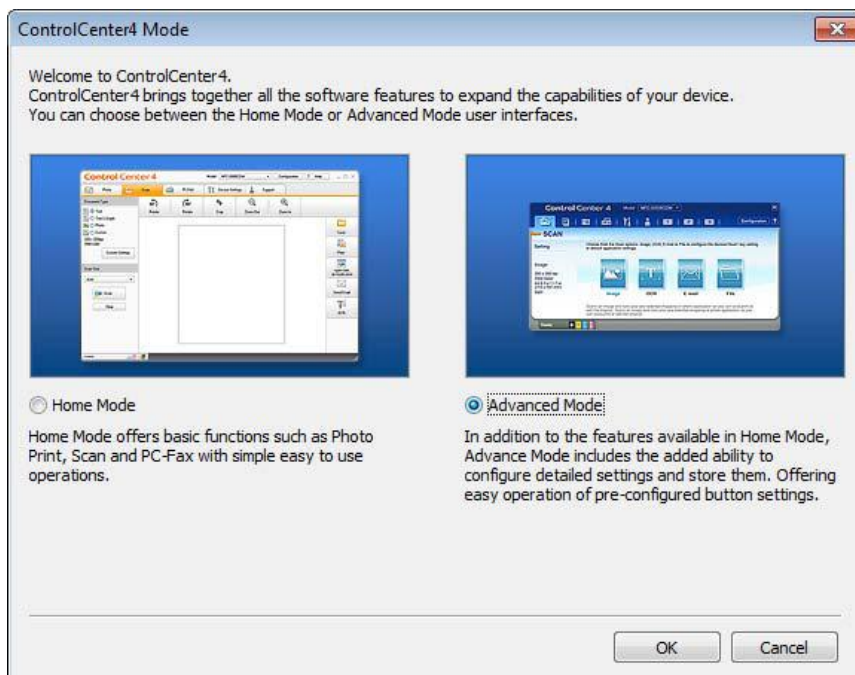 ControlCenter4 Mode
Welcome to ControlCenter4.
ControlCenter4 brings together all the software features to expand the capabilities of your device.
You can choose between the Home Mode or Advanced Mode user interfaces.
Control Center 4
Control Center 4
SCAN
Setting
Image
Image
OCR
E-mail
File
Configuration
Home Mode
Advanced Mode
Home Mode offers basic functions such as Photo
Print, Scan and PC-Fax with simple easy to use
operations.
In addition to the features available in Home Mode,
Advance Mode includes the added ability to
configure detailed settings and store them. Offering
easy operation of pre-configured button settings.
OK
Cancel